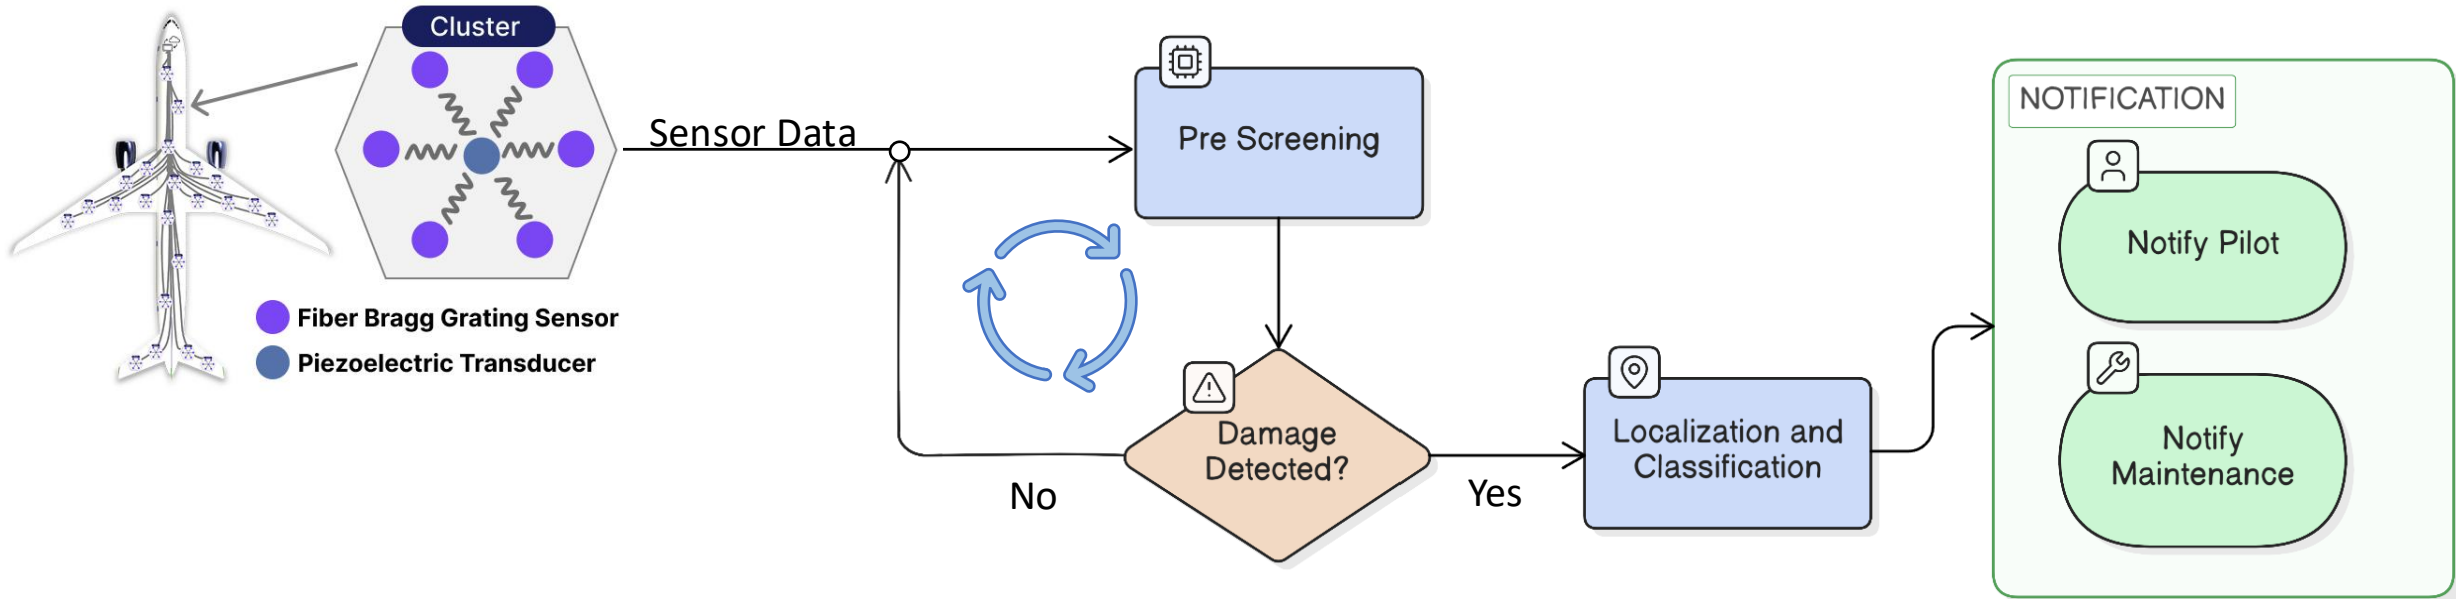 Cluster
Fiber Bragg Grating Sensor
Piezoelectric Transducer
Sensor Data
Pre Screening
Damage
Detected?
No
Yes
Localization and
Classification
NOTIFICATION
Notify Pilot
Notify
Maintenance